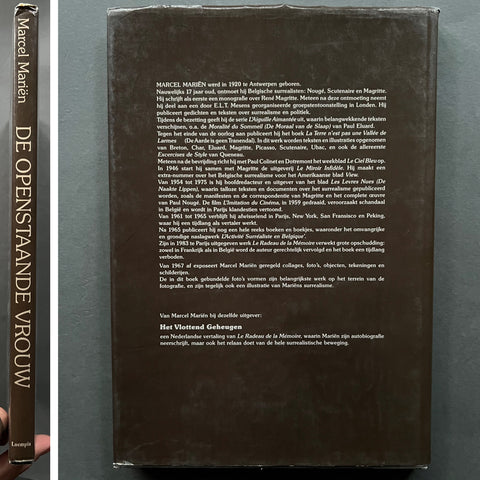 Marcel Mariën
DE OPENSTAANDE VROUW
Loempia
MARCEL MARIËN werd in 1920 te Antwerpen geboren.
Nauwelijks 17 jaar oud, ontmoet hij Belgische surrealisten: Nougé, Scutenaire en Magritte.
Hij schrijft als eerste een monografie over René Magritte. Meteen na deze ontmoeting neemt
hij deel aan een door E.L.T. Mesens georganiseerde groepstentoonstelling in Londen. Hij
publiceert gedichten en teksten over surrealisme en politiek.
Tijdens de bezetting geeft hij de serie L'Aiguille Aimantée uit, waarin belangwekkende teksten
verschijnen, o.a. de Moralité du Sommeil (De Moraal van de Slaap) van Paul Eluard.
Tegen het einde van de oorlog aan publiceert hij het boek La Terre n'est pas une Vallée de
Larmes (De Aarde is geen Tranendal). In dit werk worden teksten en illustraties opgenomen
van Breton, Char, Eluard, Magritte, Picasso, Scutenaire, Ubac, en ook de allereerste
Excercises de Style van Queneau.
Meteen na de bevrijding richt hij met Paul Colinet en Dotremont het weekblad Le Ciel Bleu op.
In 1946 start hij samen met Magritte de uitgeverij Le Miroir Infidèle. Hij maakt een
extra-nummer over het Belgische surrealisme voor het Amerikaanse blad View.
Van 1954 tot 1975 is hij hoofdredacteur en uitgever van het blad Les Levres Nues (De
Naakte Lippen), waarin talloze teksten en documenten over het surrealisme gepubliceerd
worden, zoals de manifesten en de correspondentie van Magritte en het complete œuvre
van Paul Nougé. De film L'Imitation du Cinéma, in 1959 gedraaid, veroorzaakt schandaal
in België en wordt in Parijs klandestien vertoond.
Van 1961 tot 1965 verblijft hij afwisselend in Parijs, New York, San Fransisco en Peking,
waar hij een ontgoocheling rijker terugkeert.
Na 1965 publiceert hij nog een hele reeks boeken en boekjes, waaronder het omvangrijke
en grondige naslagwerk L'Activité Surréaliste en Belgique'.
Zijn in 1983 te Parijs uitgegeven werk Le Radeau de la Mémoire verwekt grote opschudding:
zowel in Frankrijk als in België word de auteur gerechtelijk vervolgd en het boek een tijdlang
verboden.
Van 1967 af exposeert Marcel Mariën geregeld collages, foto's, objecten, tekeningen en
schilderijen.
De in dit boek gebundelde foto's vormen zijn belangrijkste werk op het terrein van de
fotografie, en zijn tegelijk ook een illustratie van Mariëns surrealisme.
Van Marcel Mariën bij dezelfde uitgever:
Het Vlottend Geheugen
een Nederlandse vertaling van Le Radeau de la Mémoire, waarin Mariën zijn autobiografie
neerschrijft, maar ook het relaas doet van de hele surrealistische beweging.